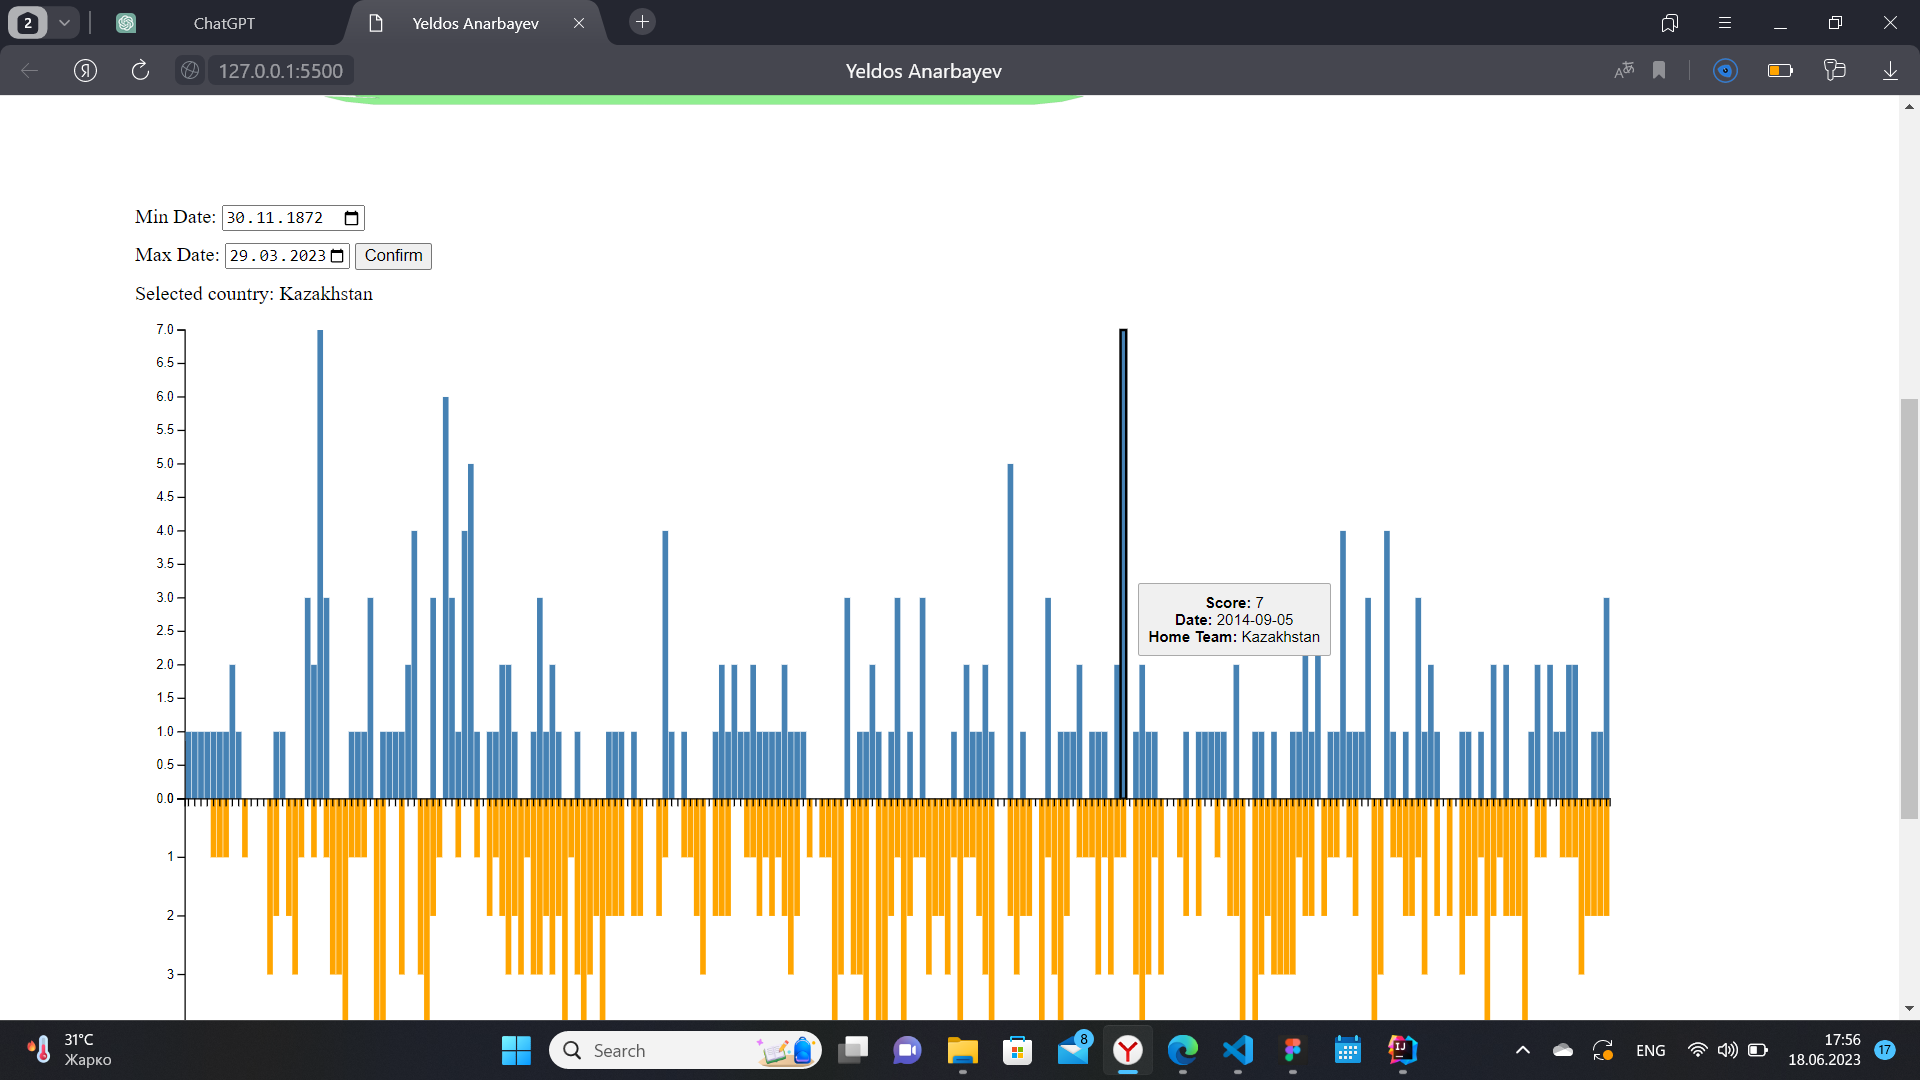 2
ChatGPT
Yeldos Anarbayev
127.0.0.1:5500
Yeldos Anarbayev
Min Date: 30.11.1872
Max Date: 29.03.2023 Confirm
Selected country: Kazakhstan
7.0
6.5
6.0
5.5
5.0
4.5
4.0
3.5
3.0
2.5
2.0
1.5
1.0
0.5
0.0
1
2
3
Score: 7
Date: 2014-09-05
Home Team: Kazakhstan
31°C
Жарко
Search
8
ENG
17:56
18.06.2023
17